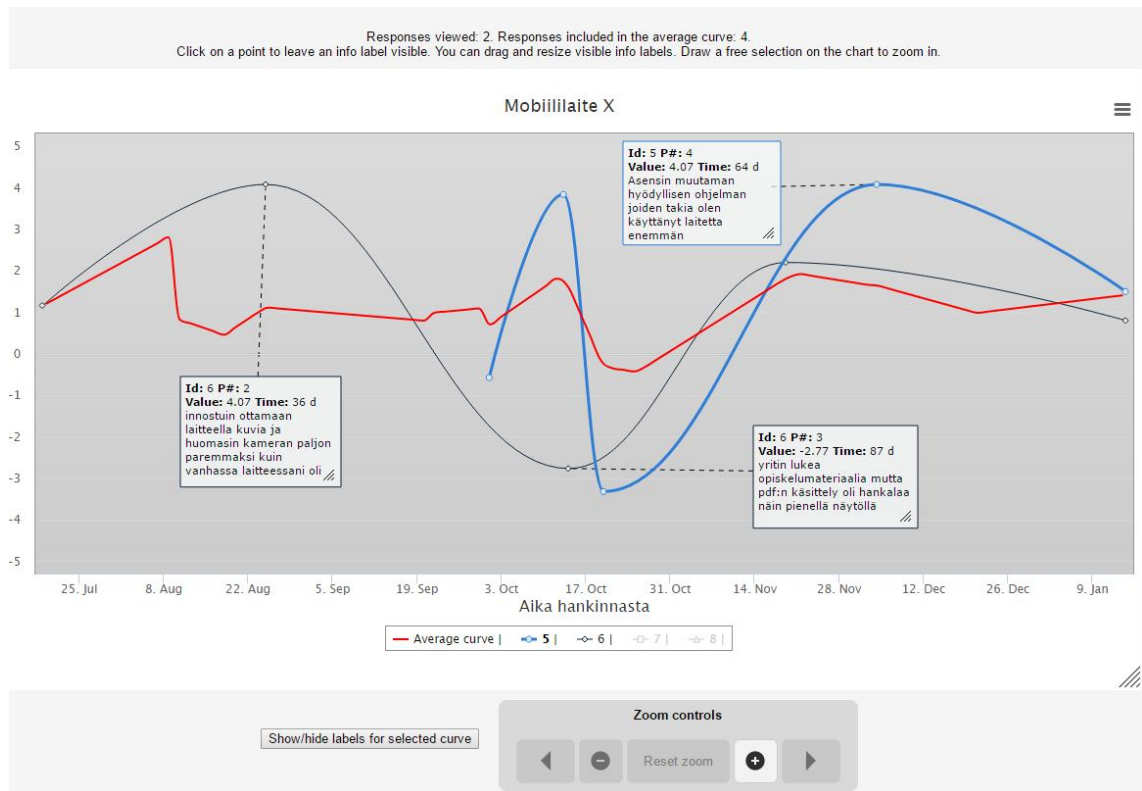 Responses viewed: 2. Responses included in the average curve: 4.
Click on a point to leave an info label visible. You can drag and resize visible info labels. Draw a free selection on the chart to zoom in.
Mobiililaite X
5
4
3
2
1
0
-1
-2
-3
-4
-5
Id: 5 P#: 4
Value: 4.07 Time: 64 d
Asensin muutaman
hyödyllisen ohjelman
joiden takia olen
käyttänyt laitetta
enemmän
Id: 6 P#: 2
Value: 4.07 Time: 36 d
innostuin ottamaan
laitteella kuvia ja
huomasin kameran paljon
paremmaksi kuin
vanhassa laitteessani oli
Id: 6 P#: 3
Value: -2.77 Time: 87 d
yritin lukea
opiskelumateriaalia mutta
pdf:n käsittely oli hankalaa
näin pienellä näytöllä
25. Jul 8. Aug 22. Aug 5. Sep 19. Sep 3. Oct 17. Oct 31. Oct 14. Nov 28. Nov 12. Dec 26. Dec 9. Jan
Aika hankinnasta
Average curve | 5 | 6 | 7 | 8 |
Show/hide labels for selected curve
Zoom controls
Reset zoom